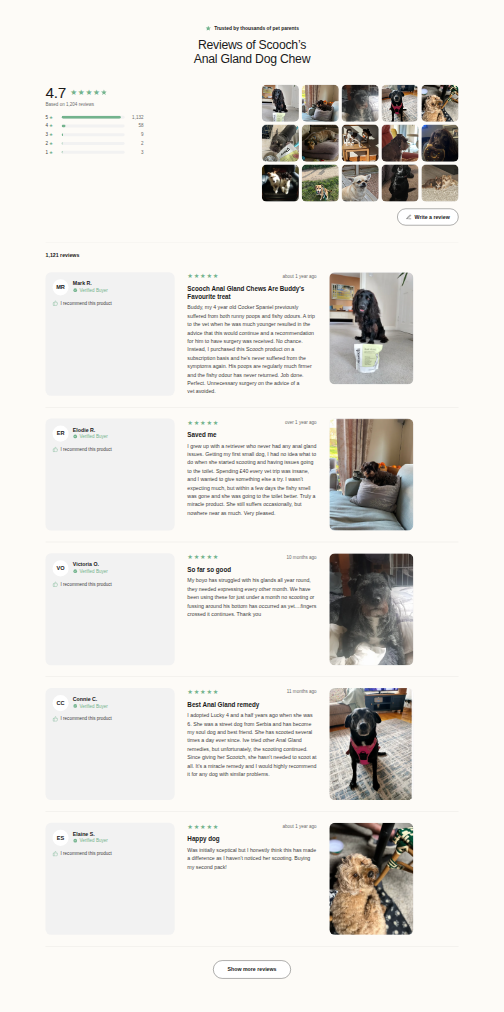 Trusted by thousands of pet parents
Reviews of Scooch's
Anal Gland Dog Chew
4.7
Based on 1,204 reviews
5 ★ 1,132
4 ★ 58
3 ★ 9
2 ★ 2
1 ★ 3
Write a review
1,121 reviews
MR
Mark R.
Verified Buyer
I recommend this product
about 1 year ago
Scooch Anal Gland Chews Are Buddy's
Favourite treat
Buddy, my 4 year old Cocker Spaniel previously
suffered from both runny poops and fishy odours. A trip
to the vet when he was much younger resulted in the
advice that this would continue and a recommendation
for him to have surgery was received. No chance.
Instead, I purchased this Scooch product on a
subscription basis and he's never suffered from the
symptoms again. His poops are regularly much firmer
and the fishy odour has never returned. Job done.
Perfect. Unnecessary surgery on the advice of a
vet avoided.
ER
Elodie R.
Verified Buyer
I recommend this product
over 1 year ago
Saved me
I grew up with a retriever who never had any anal gland
issues. Getting my first small dog, I had no idea what to
do when she started scooting and having issues going
to the toilet. Spending £40 every vet trip was insane,
and I wanted to give something else a try. I wasn't
expecting much, but within a few days the fishy smell
was gone and she was going to the toilet better. Truly a
miracle product. She still suffers occasionally, but
nowhere near as much. Very pleased.
VO
Victoria O.
Verified Buyer
I recommend this product
10 months ago
So far so good
My boyo has struggled with his glands all year round,
they needed expressing every other month. We have
been using these for just under a month no scooting or
fussing around his bottom has occurred as yet....fingers
crossed it continues. Thank you
CC
Connie C.
Verified Buyer
I recommend this product
11 months ago
Best Anal Gland remedy
I adopted Lucky 4 and a half years ago when she was
6. She was a street dog from Serbia and has become
my soul dog and best friend. She has scooted several
times a day ever since. Ive tried other Anal Gland
remedies, but unfortunately, the scooting continued.
Since giving her Scootch, she hasn't needed to scoot at
all. It's a miracle remedy and I would highly recommend
it for any dog with similar problems.
ES
Elaine S.
Verified Buyer
I recommend this product
about 1 year ago
Happy dog
Was initially sceptical but I honestly think this has made
a difference as I haven't noticed her scooting. Buying
my second pack!
Show more reviews